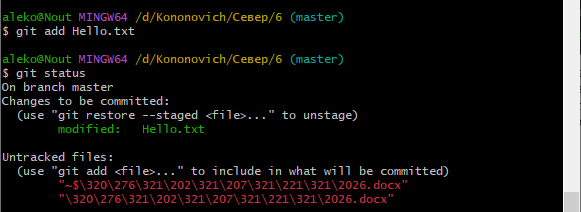 aleko@Nout MINGW64 /d/Kononovich/Север/6 (master)
$ git add Hello.txt
aleko@Nout MINGW64 /d/Kononovich/Север/6 (master)
$ git status
On branch master
Changes to be committed:
(use "git restore --staged <file>..." to unstage)
modified: Hello.txt
Untracked files:
(use "git add <file>..." to include in what will be committed)
"~$\320\276\321\202\321\207\321\221\321\2026.docx"
"\320\276\321\202\321\207\321\221\321\2026.docx"